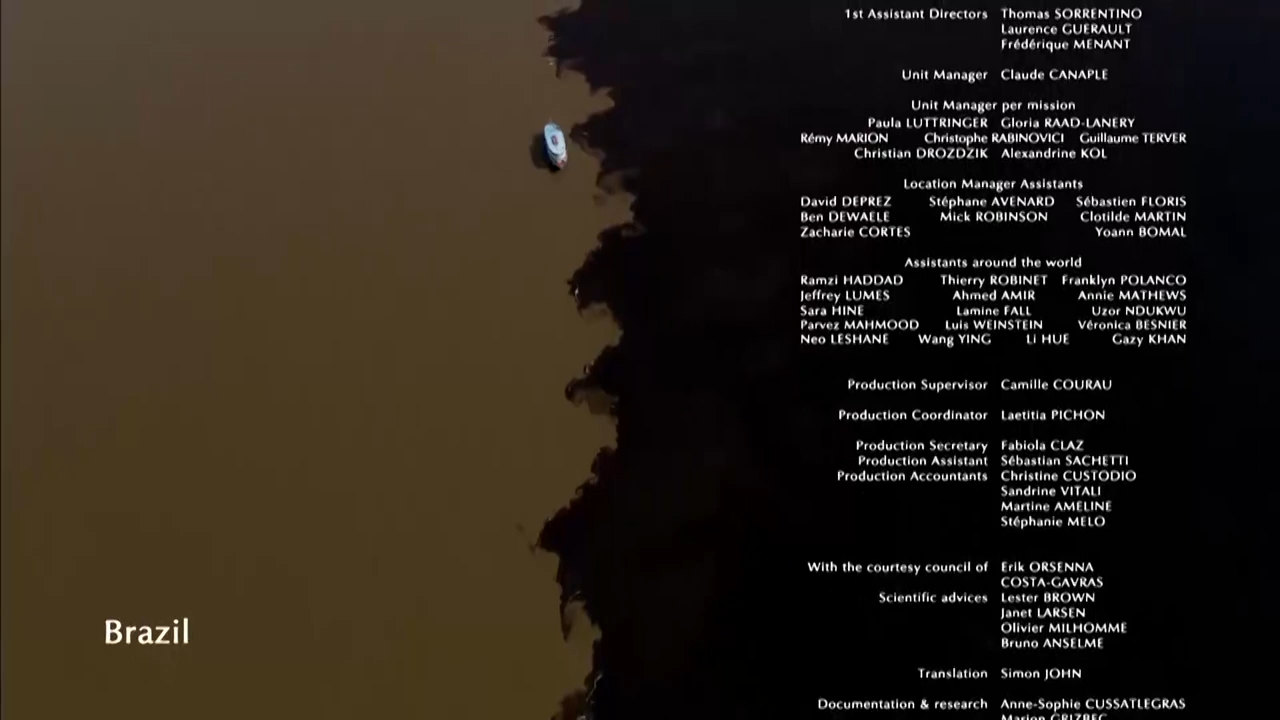 1st Assistant Directors Thomas SORRENTINO
Laurence GUERAULT
Frédérique MENANT
Unit Manager Claude CANAPLE
Unit Manager per mission
Paula LUTTRINGER Gloria RAAD-LANERY
Rémy MARION Christophe RABINOVICI Guillaume TERVER
Christian DROZDZIK Alexandrine KOL
Location Manager Assistants
David DEPREZ Stéphane AVENARD Sébastien FLORIS
Ben DEWAELE Mick ROBINSON Clotilde MARTIN
Zacharie CORTES Yoann BOMAL
Assistants around the world
Ramzi HADDAD Thierry ROBINET Franklyn POLANCO
Jeffrey LUMES Ahmed AMIR Annie MATHEWS
Sara HINE Lamine FALL Uzor NDUKWU
Parvez MAHMOOD Luis WEINSTEIN Véronica BESNIER
Neo LESHANE Wang YING Li HUE Gazy KHAN
Production Supervisor Camille COURAU
Production Coordinator Laetitia PICHON
Production Secretary Fabiola CLAZ
Production Assistant Sébastian SACHETTI
Production Accountants Christine CUSTODIO
Sandrine VITALI
Martine AMELINE
Stéphanie MELO
With the courtesy council of Erik ORSENNA
COSTA-GAVRAS
Scientific advices Lester BROWN
Janet LARSEN
Olivier MILHOMME
Bruno ANSELME
Brazil
Translation Simon JOHN
Documentation & research Anne-Sophie CUSSATLEGRAS
Marion GRIZBEC